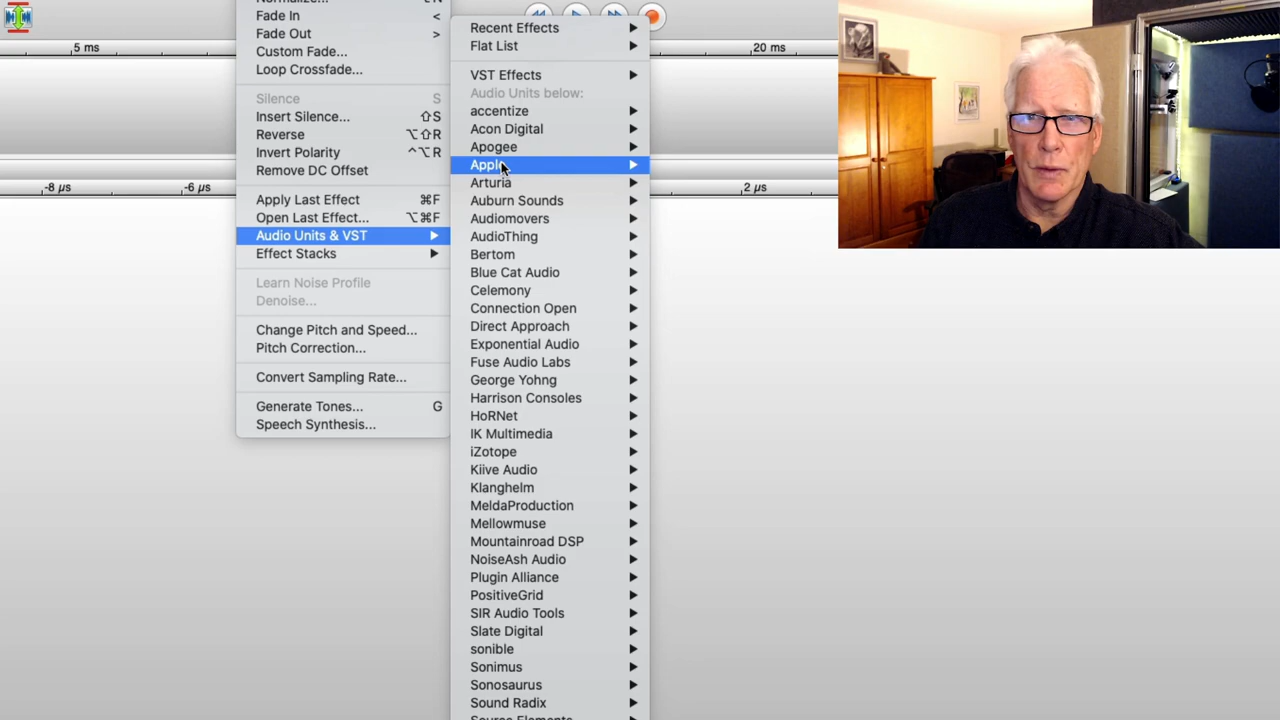 Normalize... ⇧N
Fade In <
Fade Out >
Custom Fade...
Loop Crossfade...
Silence S
Insert Silence... ⇧S
Reverse ⌥⇧R
Invert Polarity ^⌥R
Remove DC Offset
Apply Last Effect ⌘F
Open Last Effect... ⌥⌘F
Audio Units & VST
Effect Stacks
Learn Noise Profile
Denoise...
Change Pitch and Speed...
Pitch Correction...
Convert Sampling Rate...
Generate Tones... G
Speech Synthesis...
Recent Effects
Flat List
VST Effects
Audio Units below:
accentize
Acon Digital
Apogee
Apple
Arturia
Auburn Sounds
Audiomovers
AudioThing
Bertom
Blue Cat Audio
Celemony
Connection Open
Direct Approach
Exponential Audio
Fuse Audio Labs
George Yohng
Harrison Consoles
HoRNet
IK Multimedia
iZotope
Kiive Audio
Klanghelm
MeldaProduction
Mellowmuse
Mountainroad DSP
NoiseAsh Audio
Plugin Alliance
PositiveGrid
SIR Audio Tools
Slate Digital
sonible
Sonimus
Sonosaurus
Sound Radix
Source Elements
5 ms
20 ms
-8 µs
-6 µs
2 µs